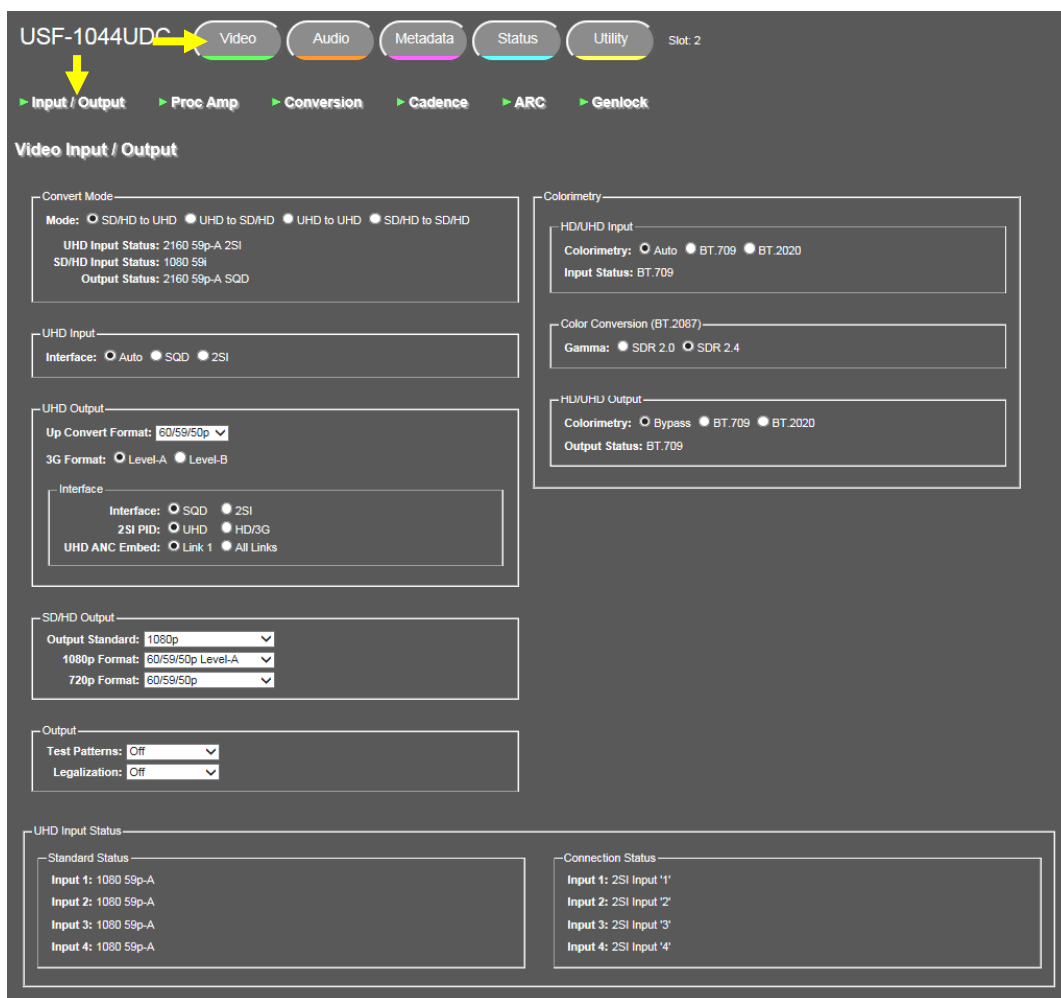 USF-1044UDC Video Audio Metadata Status Utility Slot: 2
Input / Output Proc Amp Conversion Cadence ARC Genlock
Video Input / Output
Convert Mode
Mode: SD/HD to UHD UHD to SD/HD UHD to UHD SD/HD to SD/HD
UHD Input Status: 2160 59p-A 2SI
SD/HD Input Status: 1080 59i
Output Status: 2160 59p-A SQD
UHD Input
Interface: Auto SQD 2SI
UHD Output
Up Convert Format: 60/59/50p
3G Format: Level-A Level-B
Interface
Interface: SQD 2SI
2SI PID: UHD HD/3G
UHD ANC Embed: Link 1 All Links
SD/HD Output
Output Standard: 1080p
1080p Format: 60/59/50p Level-A
720p Format: 60/59/50p
Output
Test Patterns: Off
Legalization: Off
Colorimetry
HD/UHD Input
Colorimetry: Auto BT.709 BT.2020
Input Status: BT.709
Color Conversion (BT.2087)
Gamma: SDR 2.0 SDR 2.4
HD/UHD Output
Colorimetry: Bypass BT.709 BT.2020
Output Status: BT.709
UHD Input Status
Standard Status
Input 1: 1080 59p-A
Input 2: 1080 59p-A
Input 3: 1080 59p-A
Input 4: 1080 59p-A
Connection Status
Input 1: 2SI Input '1'
Input 2: 2SI Input '2'
Input 3: 2SI Input '3'
Input 4: 2SI Input '4'